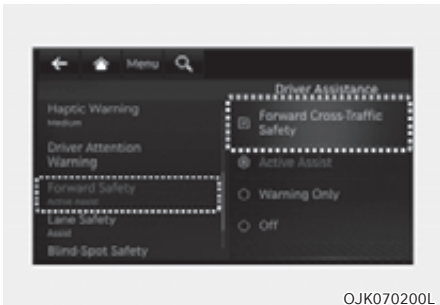 Menu
Driver Assistance
Haptic Warning
Medium
Driver Attention
Warning
Forward Safety
Active Assist
Lane Safety
Assist
Blind-Spot Safety
Forward Cross-Traffic
Safety
Active Assist
Warning Only
Off
OJK070200L